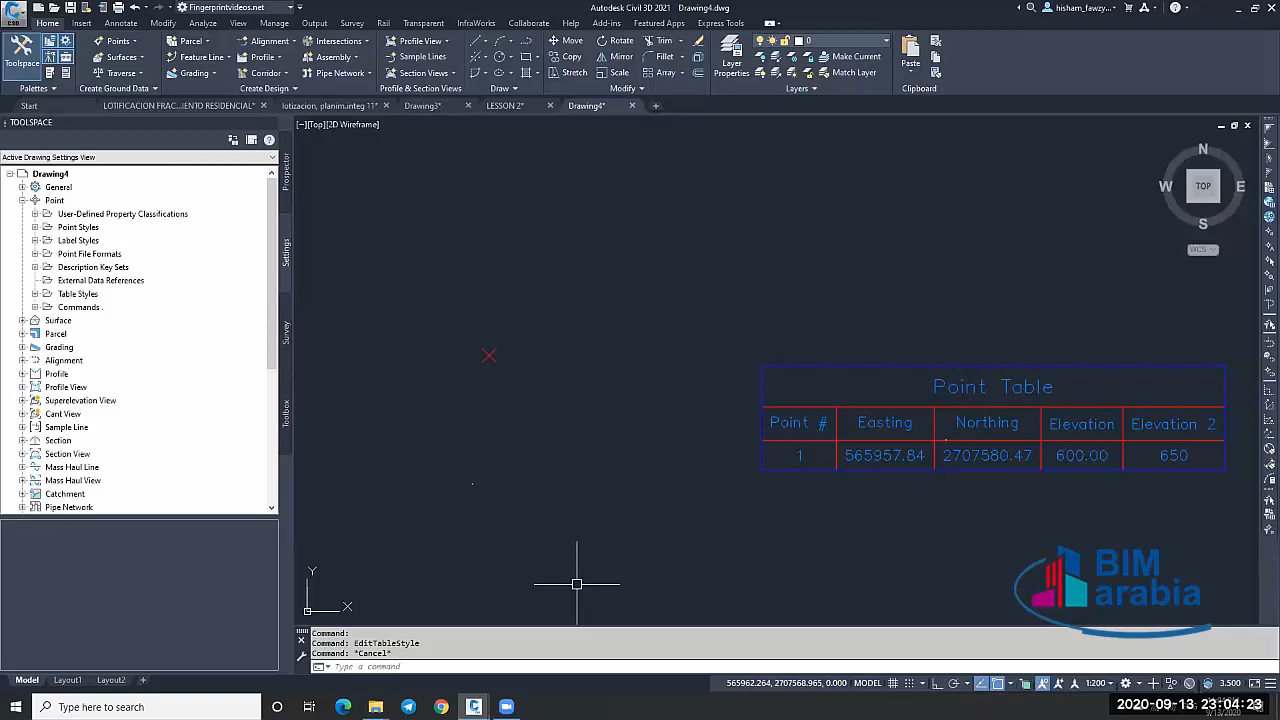 Fingerprintvideos.net
Autodesk Civil 3D 2021 Drawing4.dwg
hisham_fawzy...
Home Insert Annotate Modify Analyze View Manage Output Survey Rail Transparent InfraWorks Collaborate Help Add-ins Featured Apps Express Tools
Toolspace
Points
Surfaces
Traverse
Parcel
Feature Line
Grading
Alignment
Profile
Corridor
Intersections
Assembly
Pipe Network
Profile View
Sample Lines
Section Views
Move
Copy
Stretch
Rotate
Mirror
Scale
Trim
Fillet
Array
Layer
Properties
0
Make Current
Match Layer
Paste
Palettes Create Ground Data Create Design Profile & Section Views Draw Modify Layers Clipboard
Start LOTIFICACION FRAC...IENTO RESIDENCIAL* lotizacion, planim.integ 11* Drawing3* LESSON 2* Drawing4*
TOOLSPACE
Active Drawing Settings View
Drawing4
General
Point
User-Defined Property Classifications
Point Styles
Label Styles
Point File Formats
Description Key Sets
External Data References
Table Styles
Commands
Surface
Parcel
Grading
Alignment
Profile
Profile View
Superelevation View
Cant View
Sample Line
Section
Section View
Mass Haul Line
Mass Haul View
Catchment
Pipe Network
Prospector
Settings
Survey
Toolbox
[−][Top][2D Wireframe]
N
W TOP E
S
WCS
Point Table
Point # Easting Northing Elevation Elevation 2
1 565957.84 2707580.47 600.00 650
Y
X
BIM
arabia
Command:
Command: EditTableStyle
Command: *Cancel*
Type a command
Model Layout1 Layout2
565962.264, 2707568.965, 0.000 MODEL 1:200 3.500
Type here to search
2020-09-13 23:04:23